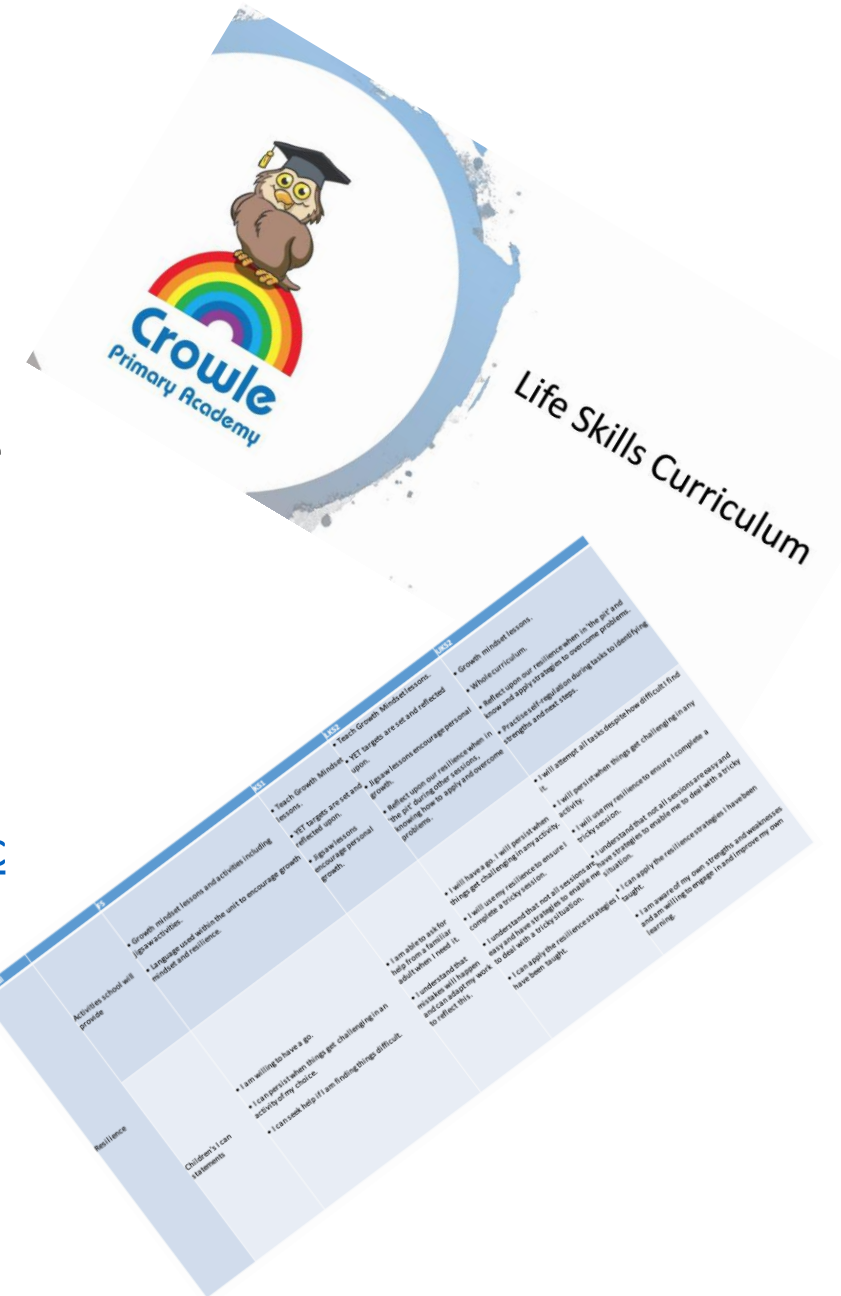 Crowle
Primary Academy
Life Skills Curriculum
FS
KS1
LKS2
UKS2
Resilience
Activities school will
provide
• Growth mindset lessons and activities including
jigsaw activities.
• Language used within the unit to encourage growth
mindset and resilience.
• Teach Growth Mindset
lessons.
• YET targets are set and
reflected upon.
• Jigsaw lessons
encourage personal
growth.
• Teach Growth Mindset lessons.
• YET targets are set and reflected
upon.
• Jigsaw lessons encourage personal
growth.
• Reflect upon our resilience when in
'the pit' during other sessions,
knowing how to apply and overcome
problems.
• Growth mindset lessons.
• Whole curriculum.
• Reflect upon our resilience when in 'the pit' and
know and apply strategies to overcome problems.
• Practise self-regulation during tasks to identifying
strengths and next steps.
Children's I can
statements
• I am willing to have a go.
• I can persist when things get challenging in an
activity of my choice.
• I can seek help if I am finding things difficult.
• I am able to ask for
help from a familiar
adult when I need it.
• I understand that
mistakes will happen
and can adapt my work
to reflect this.
• I will have a go. I will persist when
things get challenging in any activity.
• I will use my resilience to ensure I
complete a tricky session.
• I understand that not all sessions are
easy and have strategies to enable me
to deal with a tricky situation.
• I can apply the resilience strategies I
have been taught.
• I will attempt all tasks despite how difficult I find
it.
• I will persist when things get challenging in any
activity.
• I will use my resilience to ensure I complete a
tricky session.
• I understand that not all sessions are easy and
have strategies to enable me to deal with a tricky
situation.
• I can apply the resilience strategies I have been
taught.
• I am aware of my own strengths and weaknesses
and am willing to engage in and improve my own
learning.